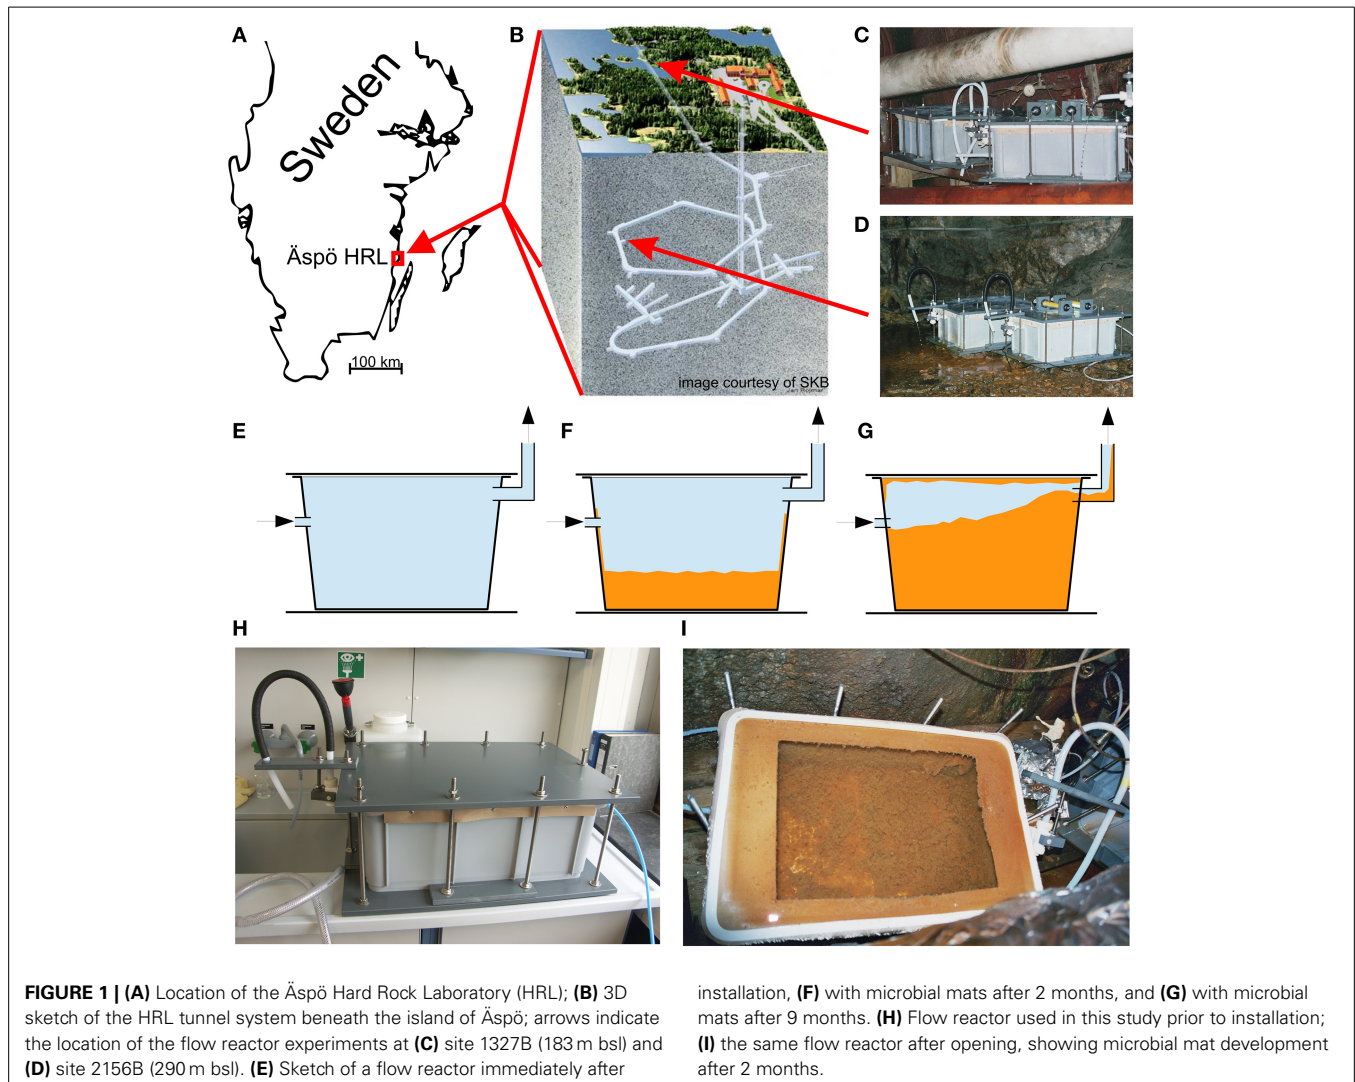 A
B
C
Sweden
Äspö HRL
100 km
image courtesy of SKB
D
E
F
G
H
I
FIGURE 1 | (A) Location of the Äspö Hard Rock Laboratory (HRL); (B) 3D
sketch of the HRL tunnel system beneath the island of Äspö; arrows indicate
the location of the flow reactor experiments at (C) site 1327B (183 m bsl) and
(D) site 2156B (290 m bsl). (E) Sketch of a flow reactor immediately after
installation, (F) with microbial mats after 2 months, and (G) with microbial
mats after 9 months. (H) Flow reactor used in this study prior to installation;
(I) the same flow reactor after opening, showing microbial mat development
after 2 months.